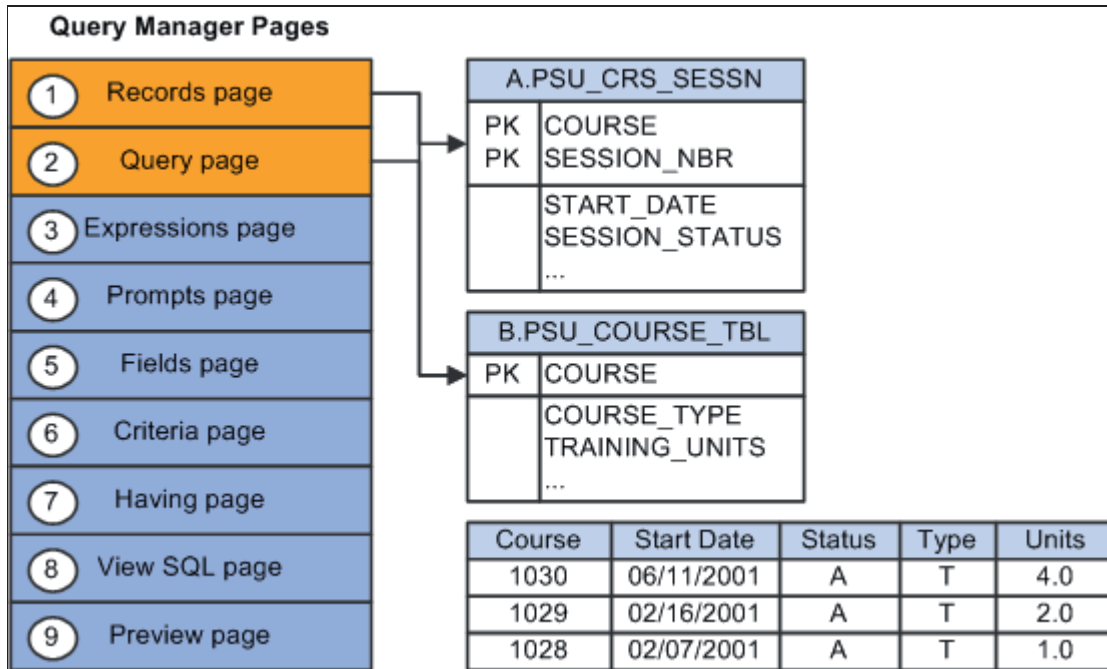 Query Manager Pages
1 Records page
2 Query page
3 Expressions page
4 Prompts page
5 Fields page
6 Criteria page
7 Having page
8 View SQL page
9 Preview page
A.PSU_CRS_SESSN
PK COURSE
PK SESSION_NBR
START_DATE
SESSION_STATUS
...
B.PSU_COURSE_TBL
PK COURSE
COURSE_TYPE
TRAINING_UNITS
...
Course Start Date Status Type Units
1030 06/11/2001 A T 4.0
1029 02/16/2001 A T 2.0
1028 02/07/2001 A T 1.0